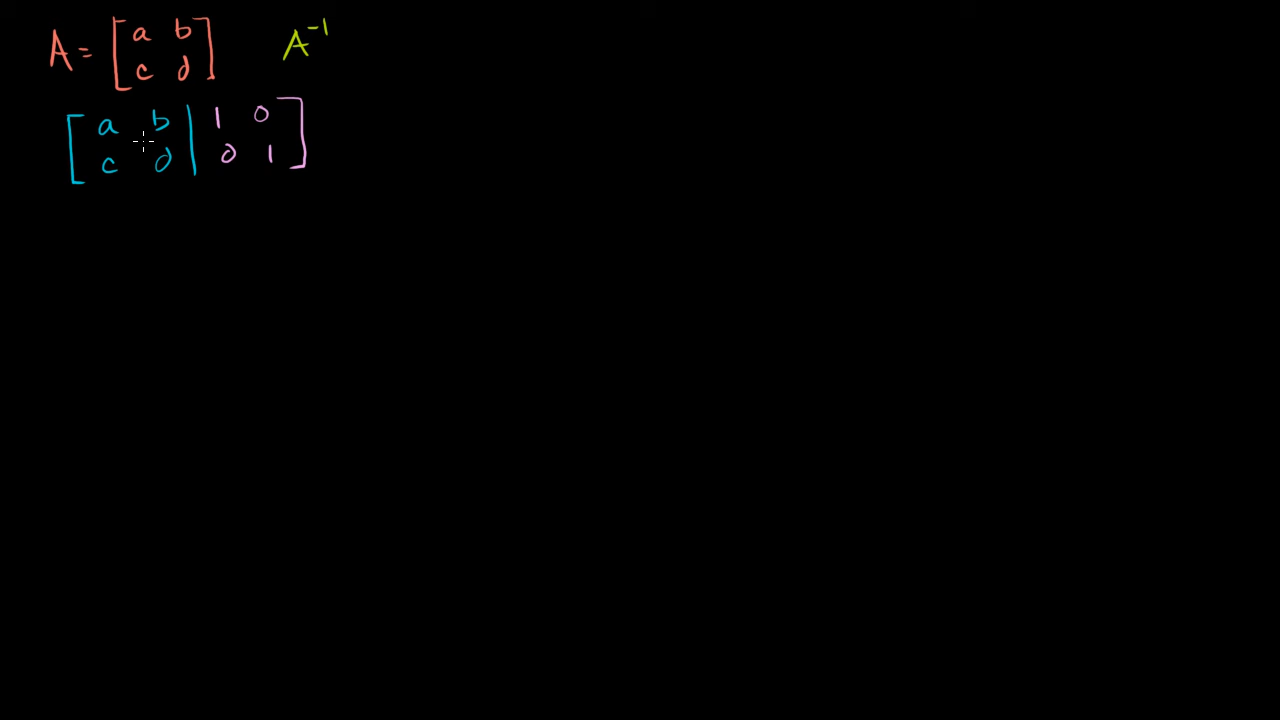 A = [ a b
c d ] A⁻¹
[ a b | 1 0
c d | 0 1 ]